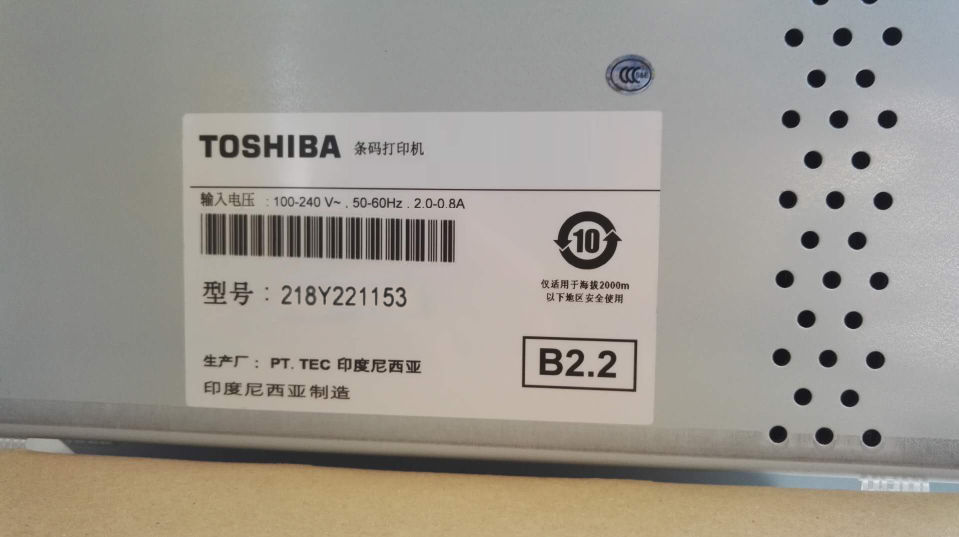 TOSHIBA 条码打印机
输入电压 : 100-240 V~ . 50-60Hz . 2.0-0.8A
10
型号 : 218Y221153
仅适用于海拔2000m
以下地区安全使用
生产厂 : PT. TEC 印度尼西亚
印度尼西亚制造
B2.2